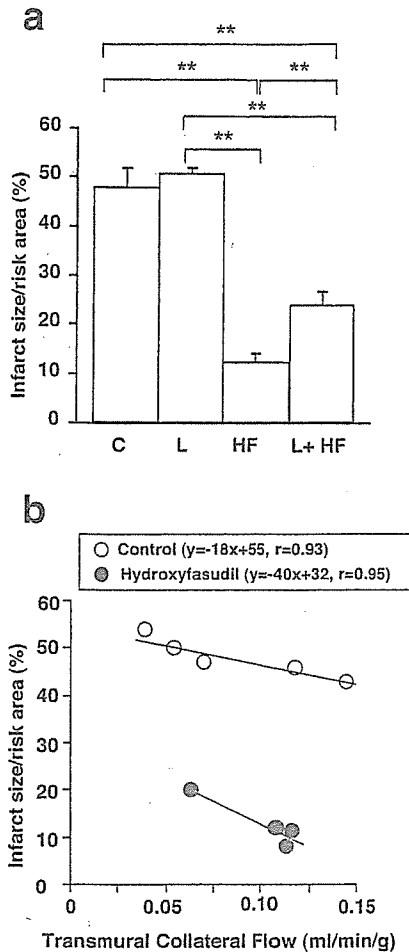 a
**
** **
**
**
60
50
40
30
20
10
0
Infarct size/risk area (%)
C L HF L+ HF
b
Control (y=-18x+55, r=0.93)
Hydroxyfasudil (y=-40x+32, r=0.95)
60
50
40
30
20
10
0
Infarct size/risk area (%)
0 0.05 0.10 0.15
Transmural Collateral Flow (ml/min/g)